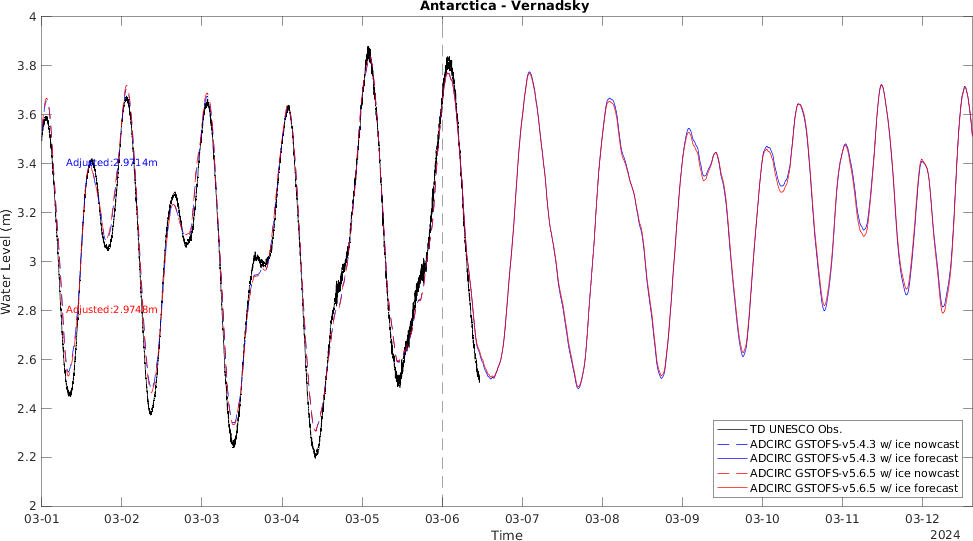 Antarctica - Vernadsky
4
3.8
3.6
3.4
3.2
3
2.8
2.6
2.4
2.2
2
Water Level (m)
Adjusted:2.9714m
Adjusted:2.9748m
TD UNESCO Obs.
ADCIRC GSTOFS-v5.4.3 w/ ice nowcast
ADCIRC GSTOFS-v5.4.3 w/ ice forecast
ADCIRC GSTOFS-v5.6.5 w/ ice nowcast
ADCIRC GSTOFS-v5.6.5 w/ ice forecast
03-01 03-02 03-03 03-04 03-05 03-06 03-07 03-08 03-09 03-10 03-11 03-12
Time
2024